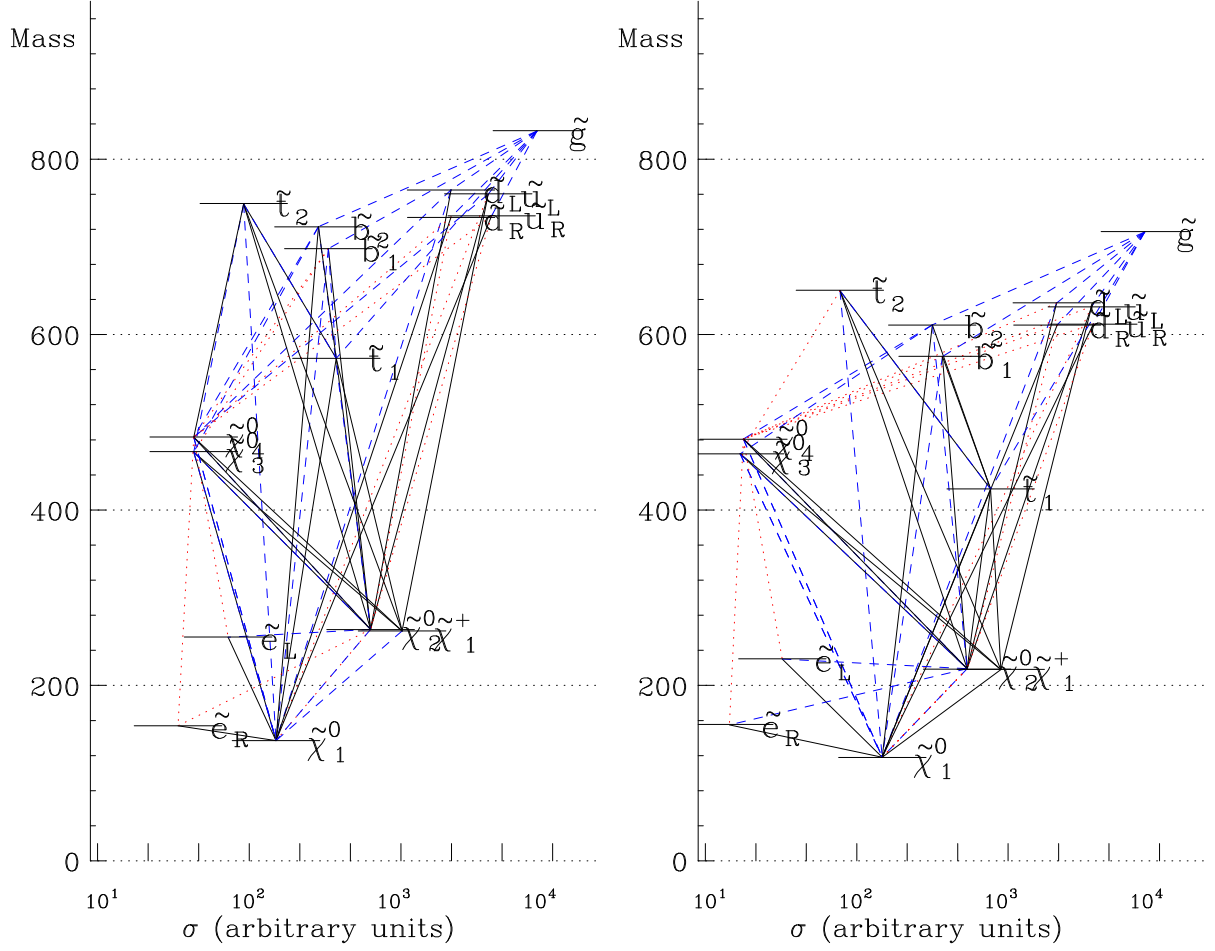 Mass
800
600
400
200
0
g̃
t̃₂
d̃_L ũ_L
b̃₂
d̃_R ũ_R
b̃₁
t̃₁
χ̃⁰₄
χ̃⁰₃
ẽ_L
χ̃⁰₂ χ̃⁺₁
ẽ_R
χ̃⁰₁
10¹ 10² 10³ 10⁴
σ (arbitrary units)
Mass
800
600
400
200
0
g̃
t̃₂
d̃_L ũ_L
b̃₂
d̃_R ũ_R
b̃₁
χ̃⁰₄
χ̃⁰₃
t̃₁
ẽ_L
χ̃⁰₂ χ̃⁺₁
ẽ_R
χ̃⁰₁
10¹ 10² 10³ 10⁴
σ (arbitrary units)